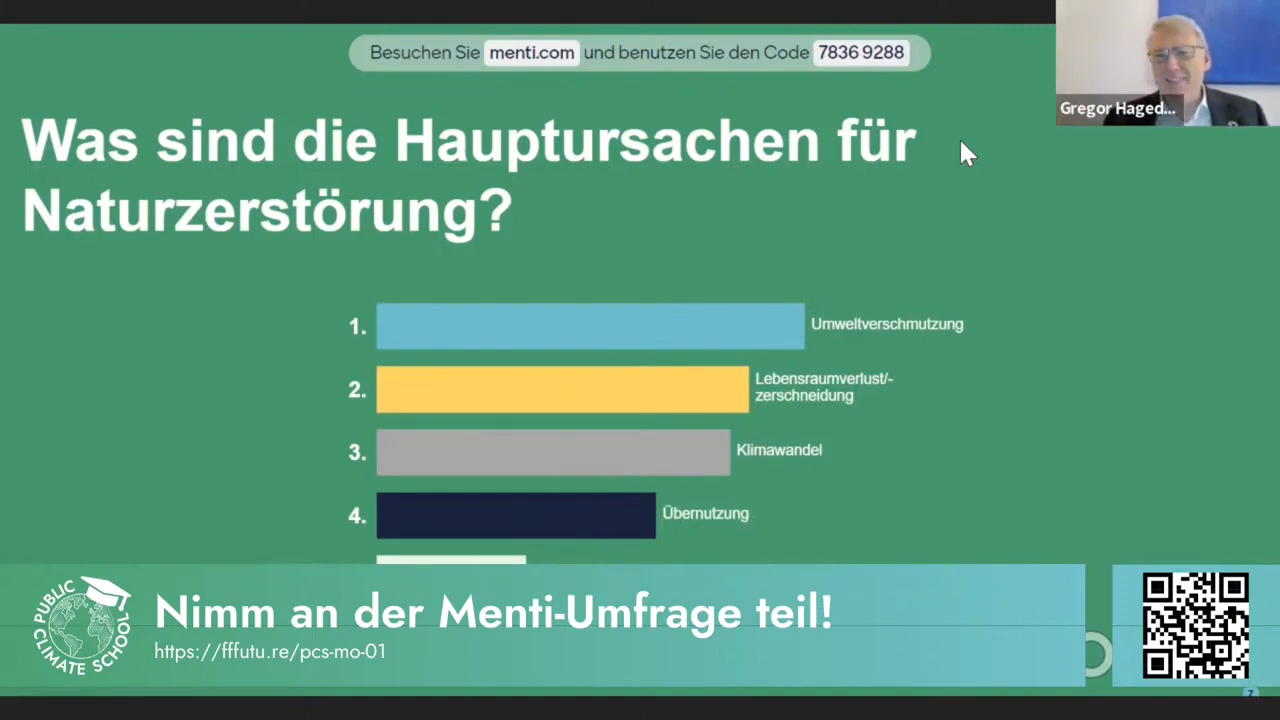 Besuchen Sie menti.com und benutzen Sie den Code 7836 9288
Gregor Haged...
Was sind die Hauptursachen für
Naturzerstörung?
1. Umweltverschmutzung
2. Lebensraumverlust/-
zerschneidung
3. Klimawandel
4. Übernutzung
PUBLIC
CLIMATE SCHOOL
Nimm an der Menti-Umfrage teil!
https://fffutu.re/pcs-mo-01
7